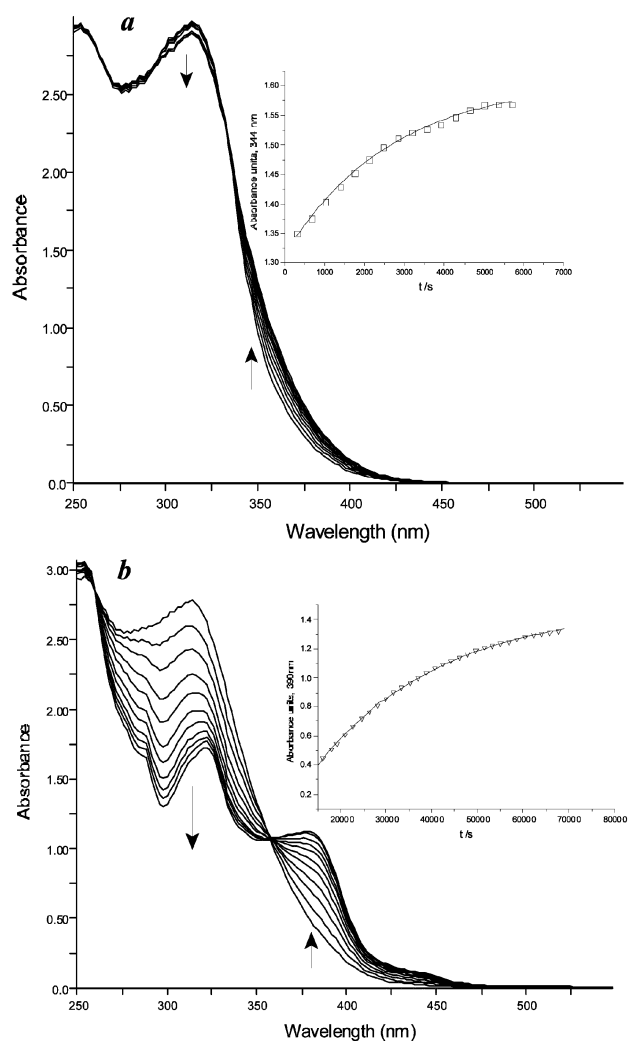 a
Absorbance
2.50
2.00
1.50
1.00
0.50
0.0
250 300 350 400 450 500
Wavelength (nm)
Absorbance units, 344 nm
1.60
1.55
1.50
1.45
1.40
1.35
1.30
0 1000 2000 3000 4000 5000 6000 7000
t /s
b
Absorbance
3.00
2.50
2.00
1.50
1.00
0.50
0.0
250 300 350 400 450 500
Wavelength (nm)
Absorbance units, 390nm
1.4
1.2
1.0
0.8
0.6
0.4
0.2
20000 30000 40000 50000 60000 70000 80000
t /s